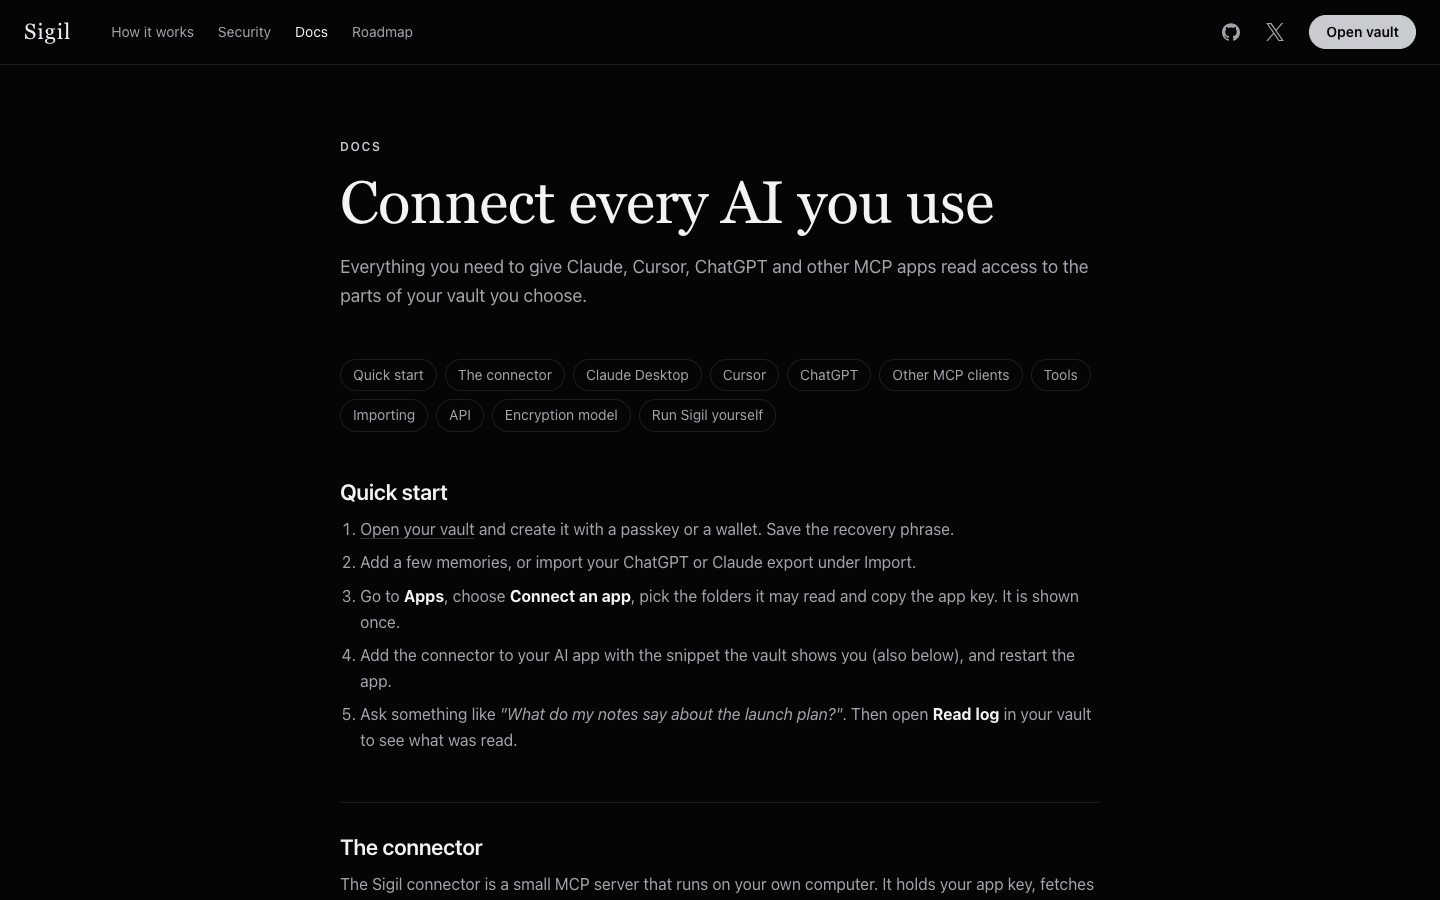 Sigil
How it works
Security
Docs
Roadmap
Open vault
DOCS
Connect every AI you use
Everything you need to give Claude, Cursor, ChatGPT and other MCP apps read access to the
parts of your vault you choose.
Quick start
The connector
Claude Desktop
Cursor
ChatGPT
Other MCP clients
Tools
Importing
API
Encryption model
Run Sigil yourself
Quick start
1. Open your vault and create it with a passkey or a wallet. Save the recovery phrase.
2. Add a few memories, or import your ChatGPT or Claude export under Import.
3. Go to Apps, choose Connect an app, pick the folders it may read and copy the app key. It is shown
once.
4. Add the connector to your AI app with the snippet the vault shows you (also below), and restart the
app.
5. Ask something like "What do my notes say about the launch plan?". Then open Read log in your vault
to see what was read.
The connector
The Sigil connector is a small MCP server that runs on your own computer. It holds your app key, fetches